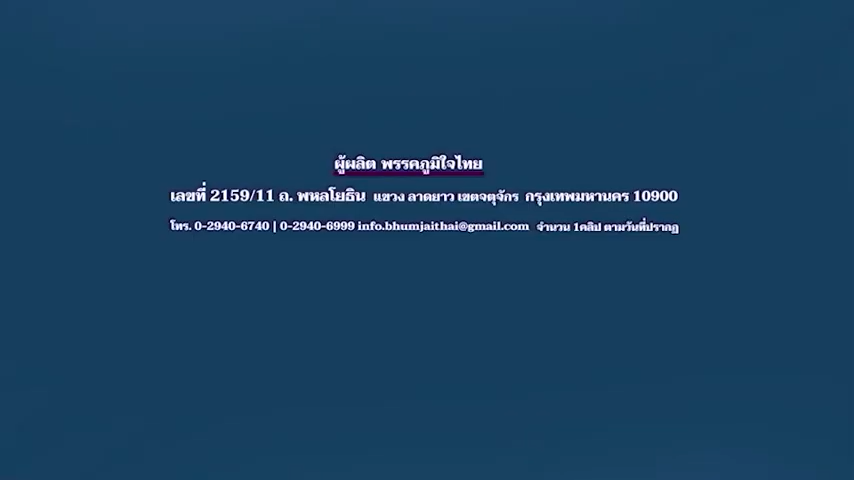 ผู้ผลิต พรรคภูมิใจไทย
เลขที่ 2159/11 ถ. พหลโยธิน แขวง ลาดยาว เขตจตุจักร กรุงเทพมหานคร 10900
โทร. 0-2940-6740 | 0-2940-6999 info.bhumjaithai@gmail.com จำนวน 1คลิป ตามวันที่ปรากฏ